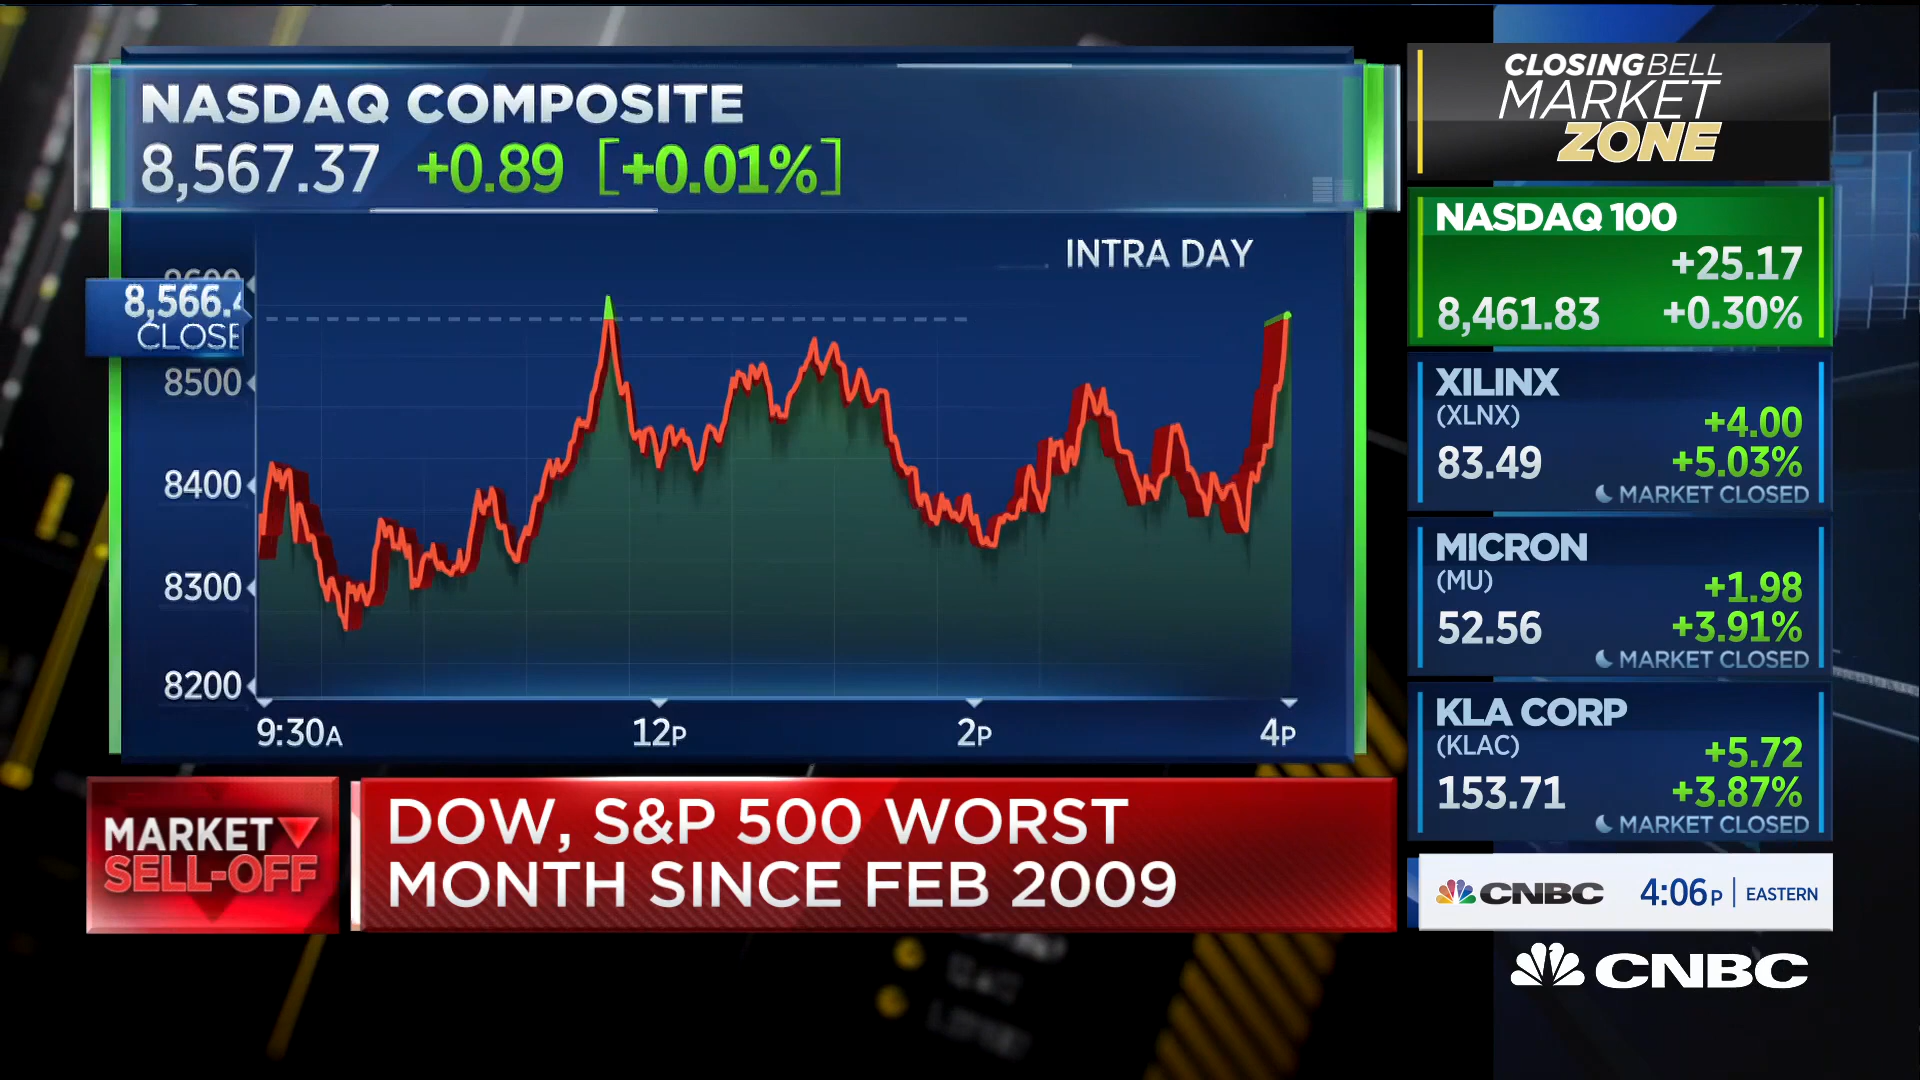 NASDAQ COMPOSITE
8,567.37 +0.89 [+0.01%]
INTRA DAY
8600
8,566.4
CLOSE
8500
8400
8300
8200
9:30A 12P 2P 4P
MARKET
SELL-OFF
DOW, S&P 500 WORST
MONTH SINCE FEB 2009
CLOSING BELL
MARKET
ZONE
NASDAQ 100
+25.17
8,461.83 +0.30%
XILINX
(XLNX) +4.00
83.49 +5.03%
MARKET CLOSED
MICRON
(MU) +1.98
52.56 +3.91%
MARKET CLOSED
KLA CORP
(KLAC) +5.72
153.71 +3.87%
MARKET CLOSED
CNBC 4:06P EASTERN
CNBC